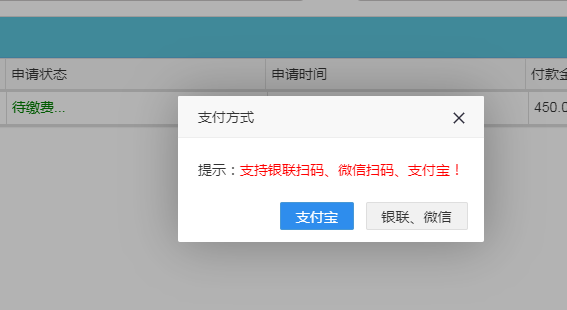 申请状态 申请时间 付款金
待缴费... 450.0
支付方式
提示：支持银联扫码、微信扫码、支付宝！
支付宝 银联、微信